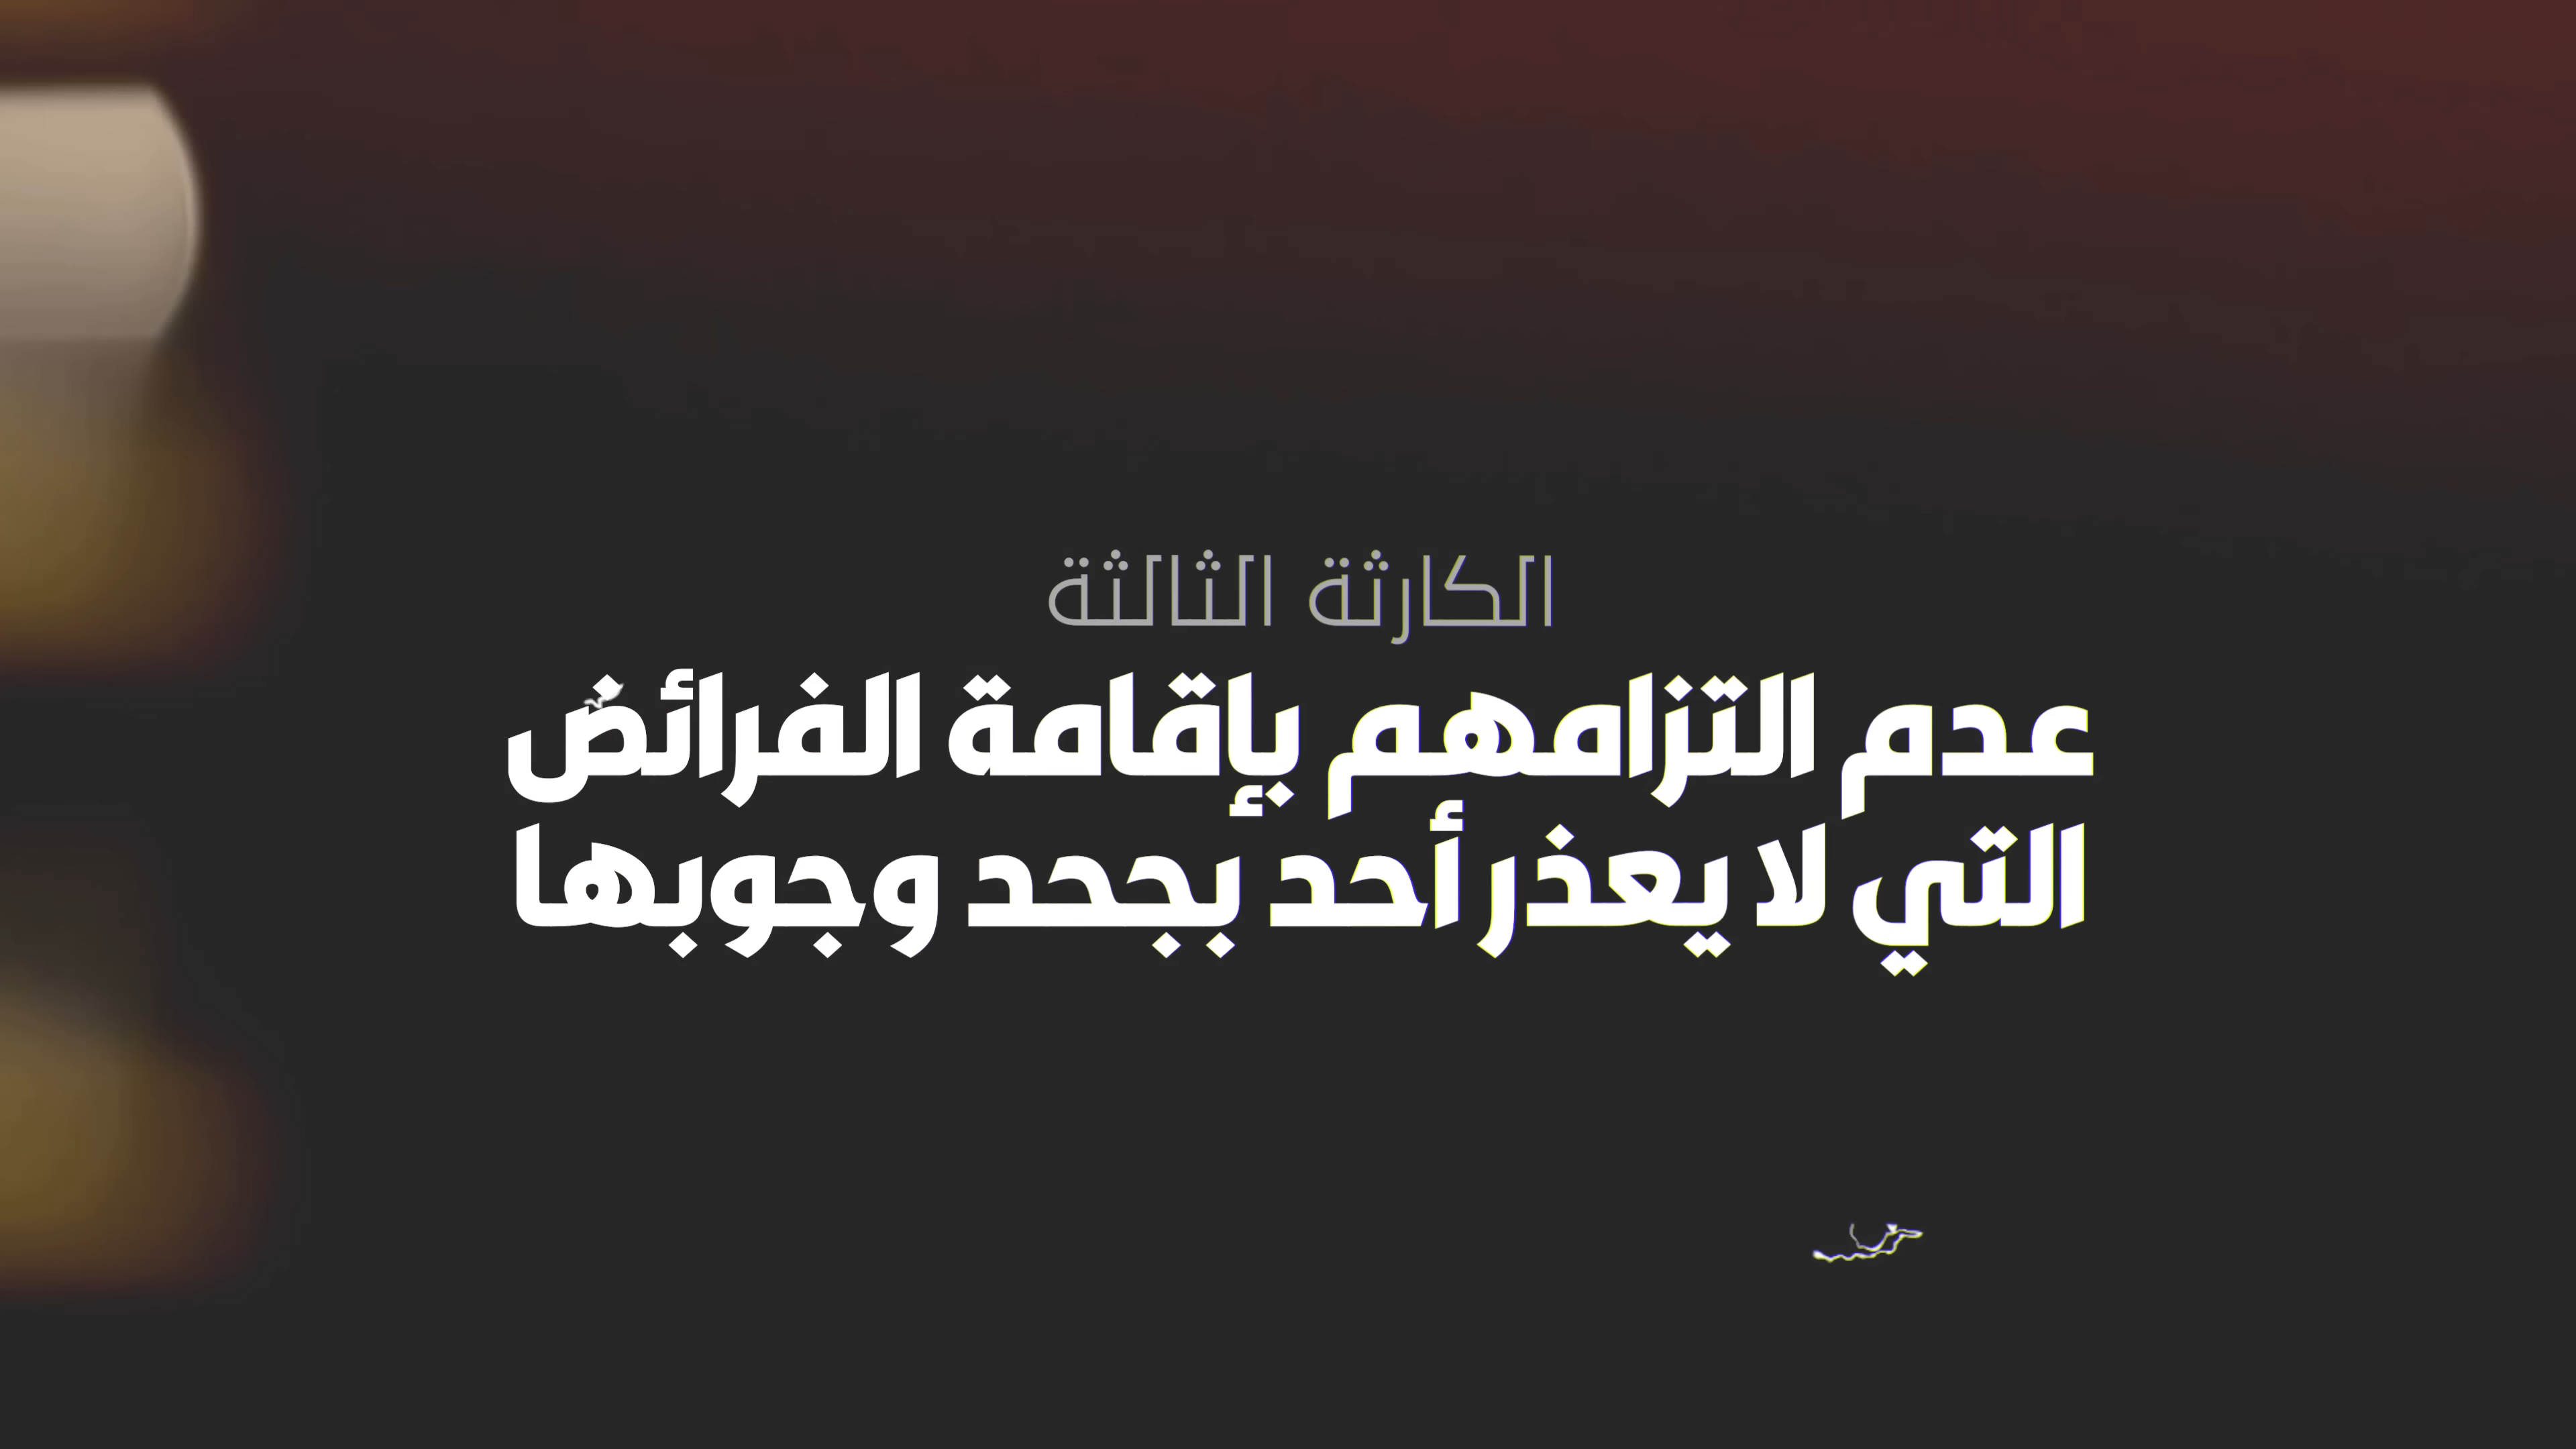 الكارثة الثالثة
عدم التزامهم بإقامة الفرائض
التي لا يعذر أحد بجحد وجوبها